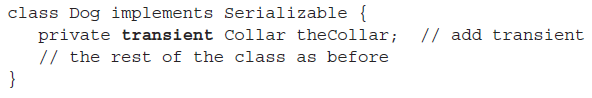 class Dog implements Serializable {
   private transient Collar theCollar;  // add transient
   // the rest of the class as before
}